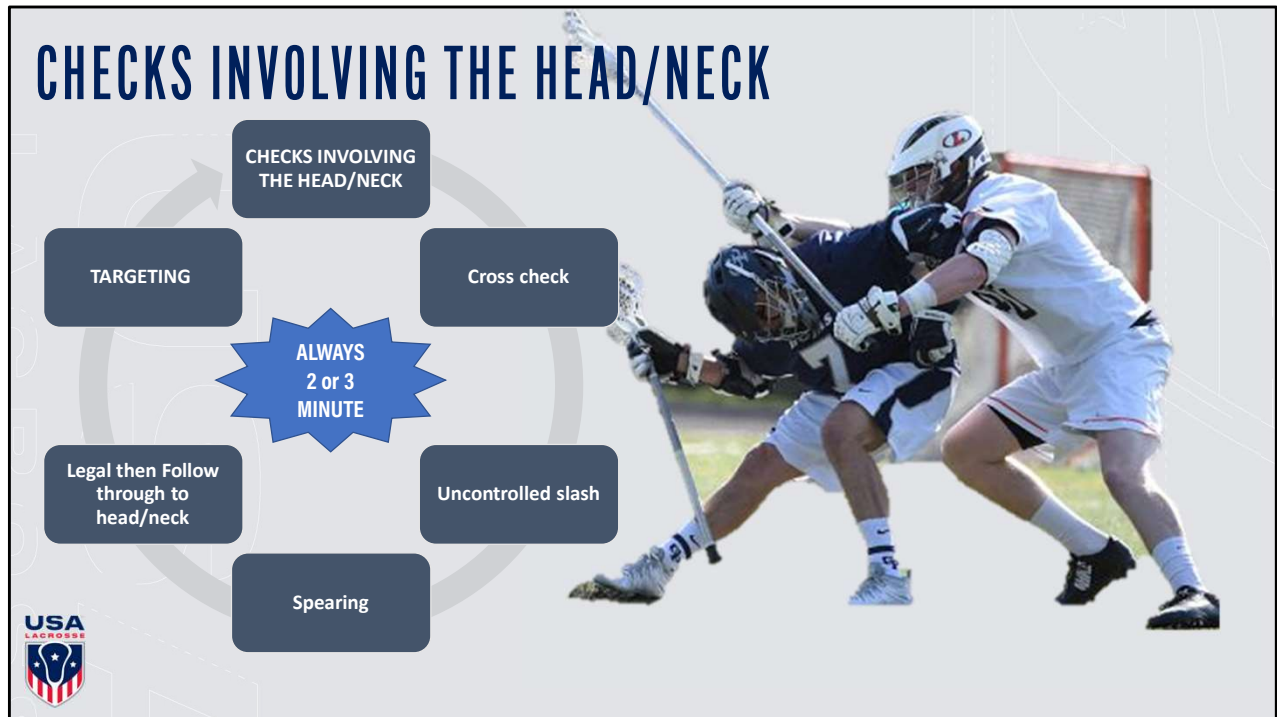 CHECKS INVOLVING THE HEAD/NECK
CHECKS INVOLVING
THE HEAD/NECK
Cross check
Uncontrolled slash
Spearing
Legal then Follow
through to
head/neck
TARGETING
ALWAYS
2 or 3
MINUTE
USA
LACROSSE
L
7